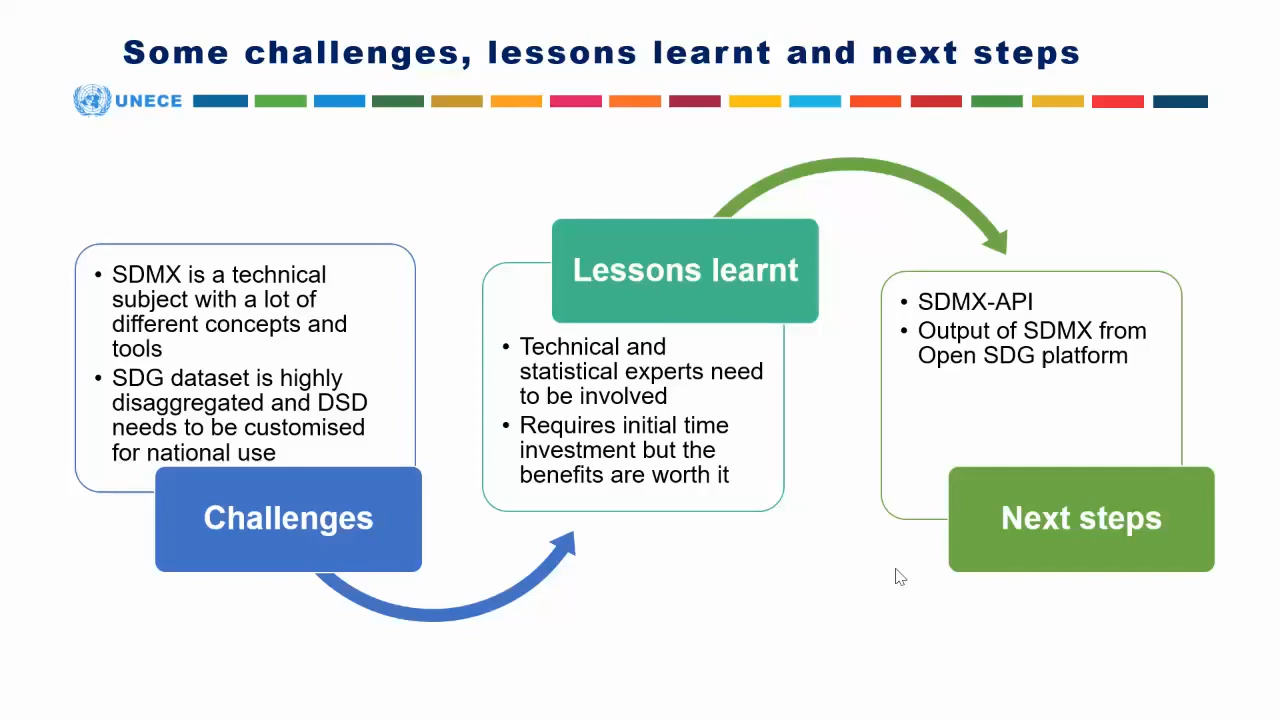 Some challenges, lessons learnt and next steps
UNECE
• SDMX is a technical
subject with a lot of
different concepts and
tools
• SDG dataset is highly
disaggregated and DSD
needs to be customised
for national use
Challenges
Lessons learnt
• Technical and
statistical experts need
to be involved
• Requires initial time
investment but the
benefits are worth it
• SDMX-API
• Output of SDMX from
Open SDG platform
Next steps